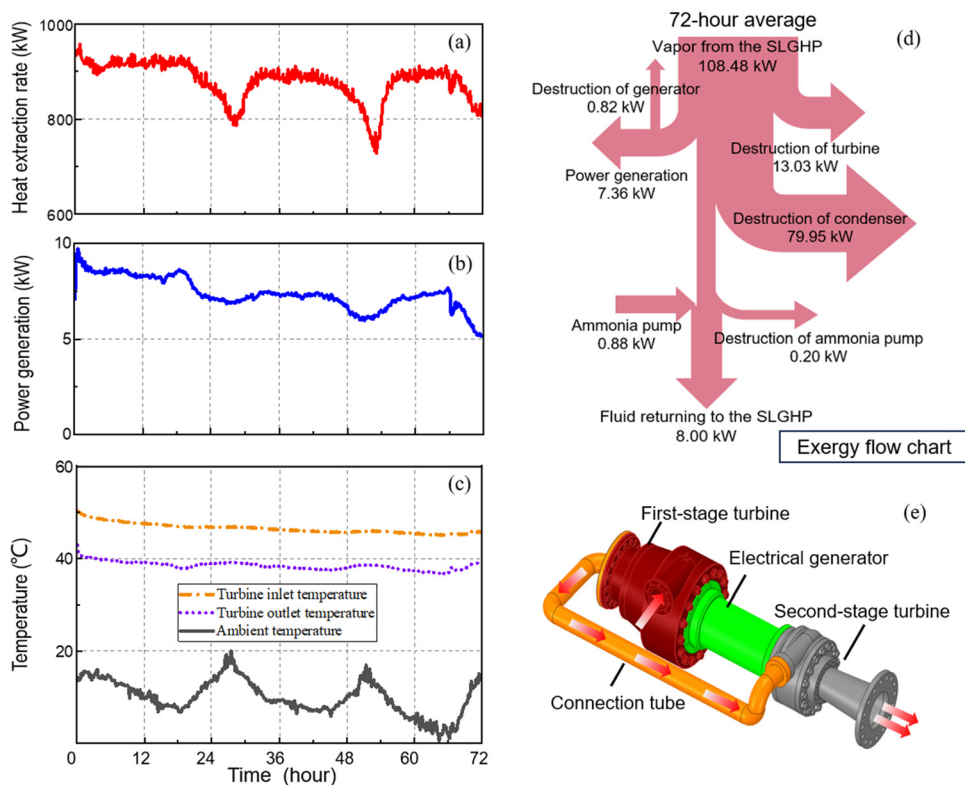 Heat extraction rate (kW)
1000
800
600
(a)
Power generation (kW)
10
5
0
(b)
Temperature (℃)
60
40
20
(c)
Turbine inlet temperature
Turbine outlet temperature
Ambient temperature
0 12 24 36 48 60 72
Time (hour)
72-hour average
(d)
Vapor from the SLGHP
108.48 kW
Destruction of generator
0.82 kW
Power generation
7.36 kW
Destruction of turbine
13.03 kW
Destruction of condenser
79.95 kW
Ammonia pump
0.88 kW
Destruction of ammonia pump
0.20 kW
Fluid returning to the SLGHP
8.00 kW
Exergy flow chart
(e)
First-stage turbine
Electrical generator
Second-stage turbine
Connection tube